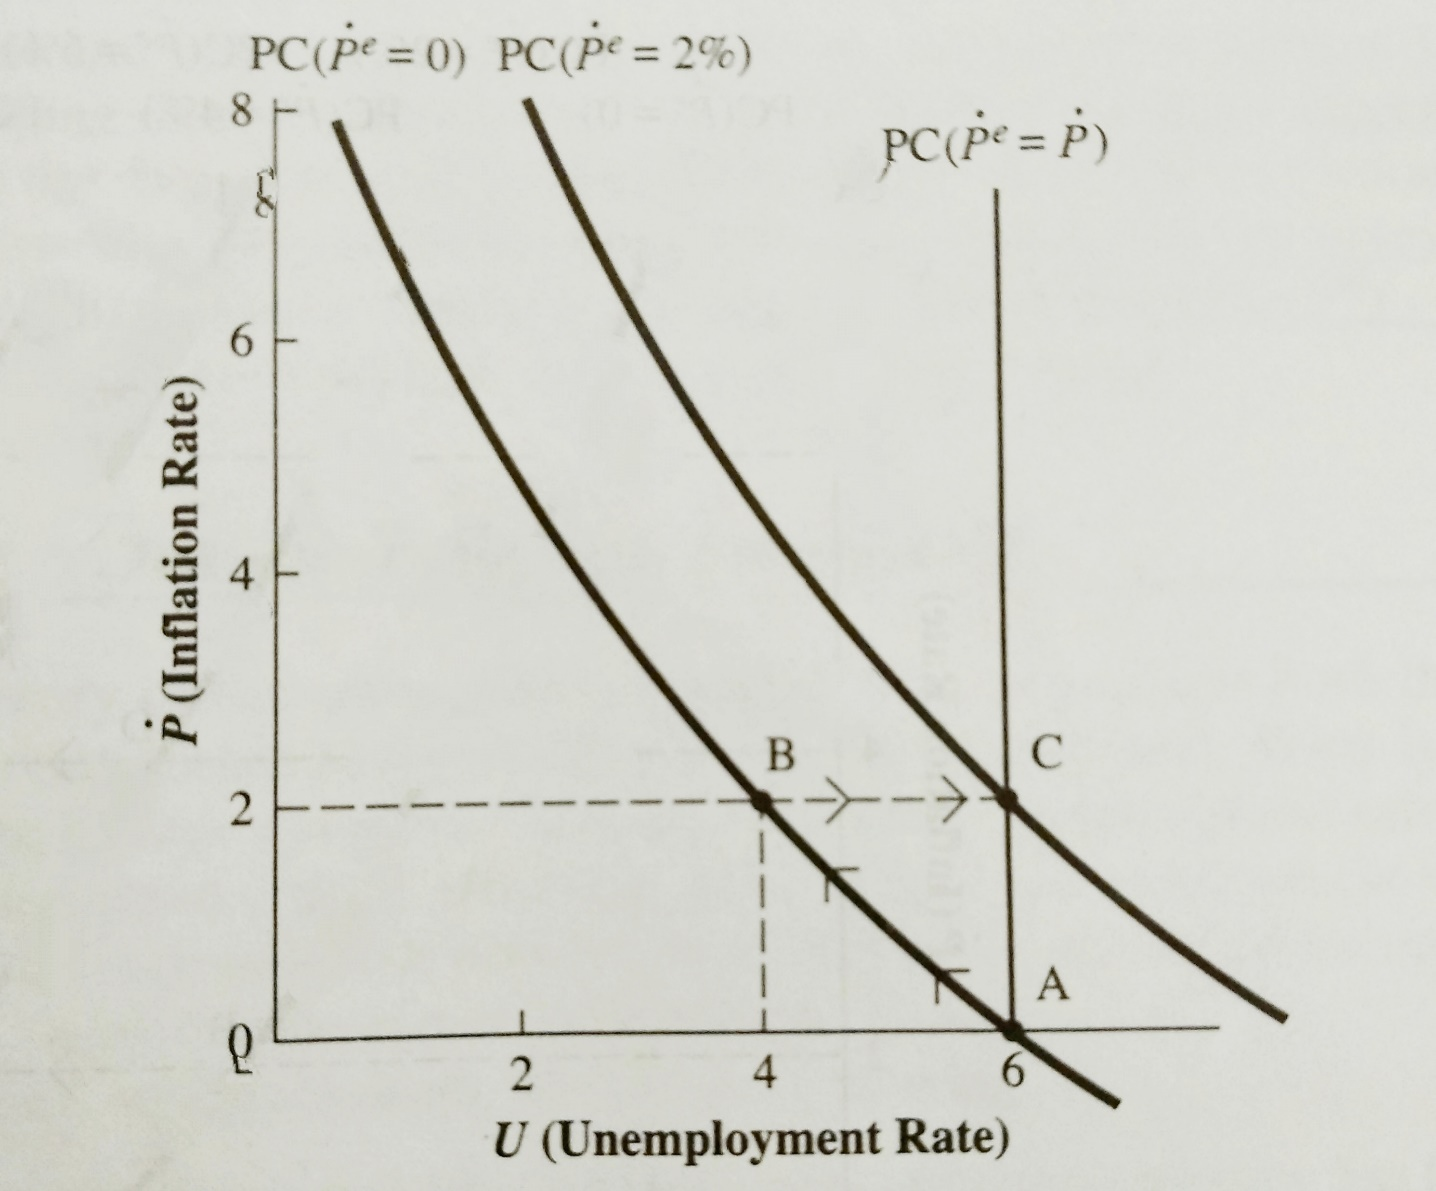 PC(Ṗᵉ = 0) PC(Ṗᵉ = 2%)
PC(Ṗᵉ = Ṗ)
8
6
4
2
0
Ṗ (Inflation Rate)
B
C
A
2 4 6
U (Unemployment Rate)